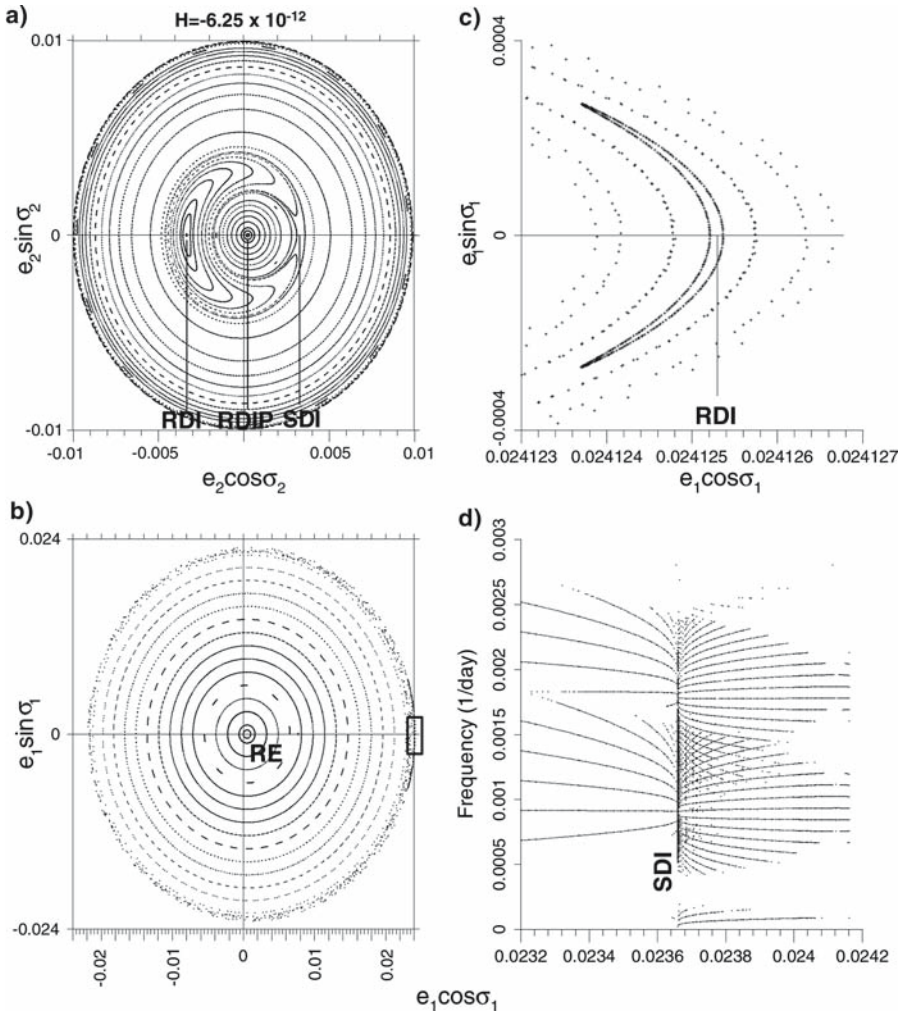 a)
H=-6.25 x 10⁻¹²
0.01
e₂sinσ₂
0
-0.01
RDI RDIP SDI
-0.01 -0.005 0 0.005 0.01
e₂cosσ₂
c)
0.0004
e₁sinσ₁
0
-0.0004
RDI
0.024123 0.024124 0.024125 0.024126 0.024127
e₁cosσ₁
b)
0.024
e₁sinσ₁
0
-0.024
RE
-0.02 -0.01 0 0.01 0.02
d)
Frequency (1/day)
0.003
0.0025
0.002
0.0015
0.001
0.0005
0
SDI
0.0232 0.0234 0.0236 0.0238 0.024 0.0242
e₁cosσ₁